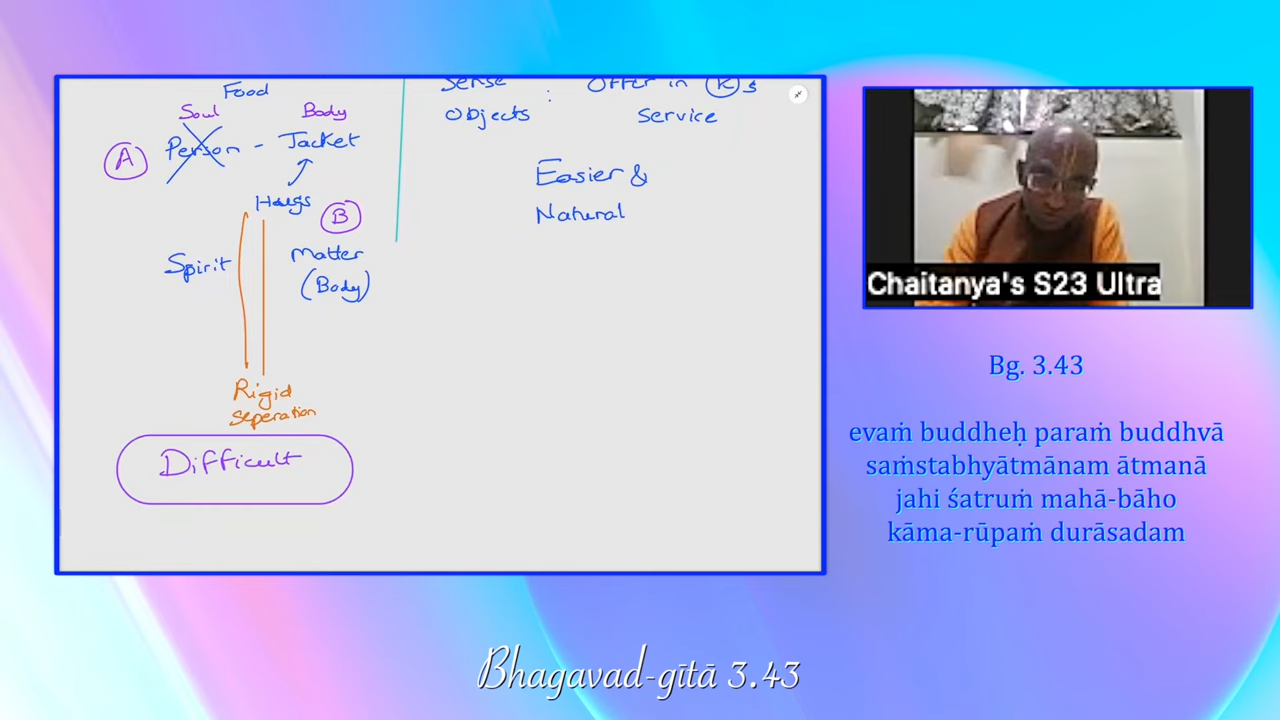 Food
Soul Body
A Person - Jacket
Hangs
B
Spirit Matter
(Body)
Rigid
seperation
Difficult
Sense : Offer in K s
Objects Service
Easier &
Natural
Chaitanya's S23 Ultra
Bg. 3.43
evaṁ buddheḥ paraṁ buddhvā
saṁstabhyātmānam ātmanā
jahi śatruṁ mahā-bāho
kāma-rūpaṁ durāsadam
Bhagavad-gītā 3.43